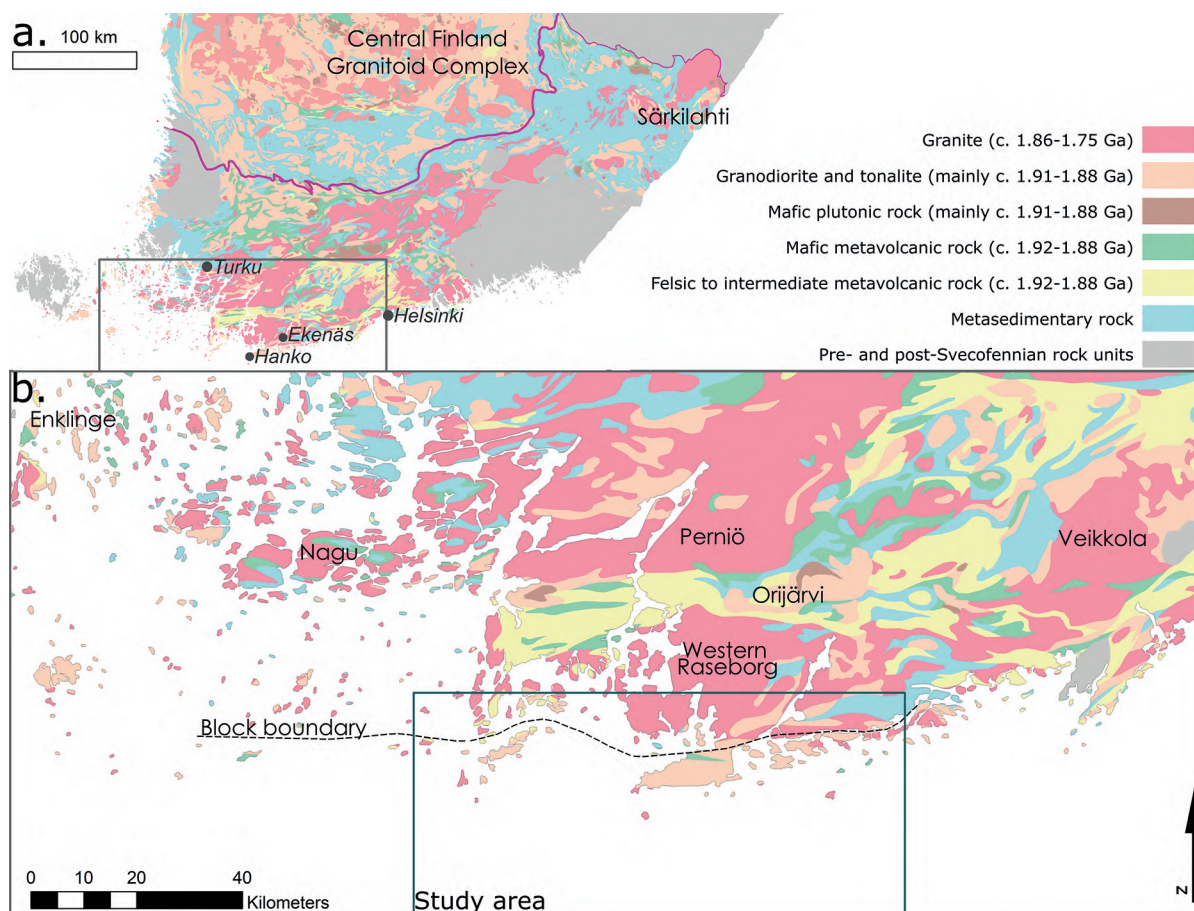 a.
100 km
Central Finland
Granitoid Complex
Särkilahti
Turku
Helsinki
Ekenäs
Hanko
Granite (c. 1.86-1.75 Ga)
Granodiorite and tonalite (mainly c. 1.91-1.88 Ga)
Mafic plutonic rock (mainly c. 1.91-1.88 Ga)
Mafic metavolcanic rock (c. 1.92-1.88 Ga)
Felsic to intermediate metavolcanic rock (c. 1.92-1.88 Ga)
Metasedimentary rock
Pre- and post-Svecofennian rock units
b.
Enklinge
Nagu
Perniö
Veikkola
Orijärvi
Western
Raseborg
Block boundary
0 10 20 40
Kilometers
Study area
N